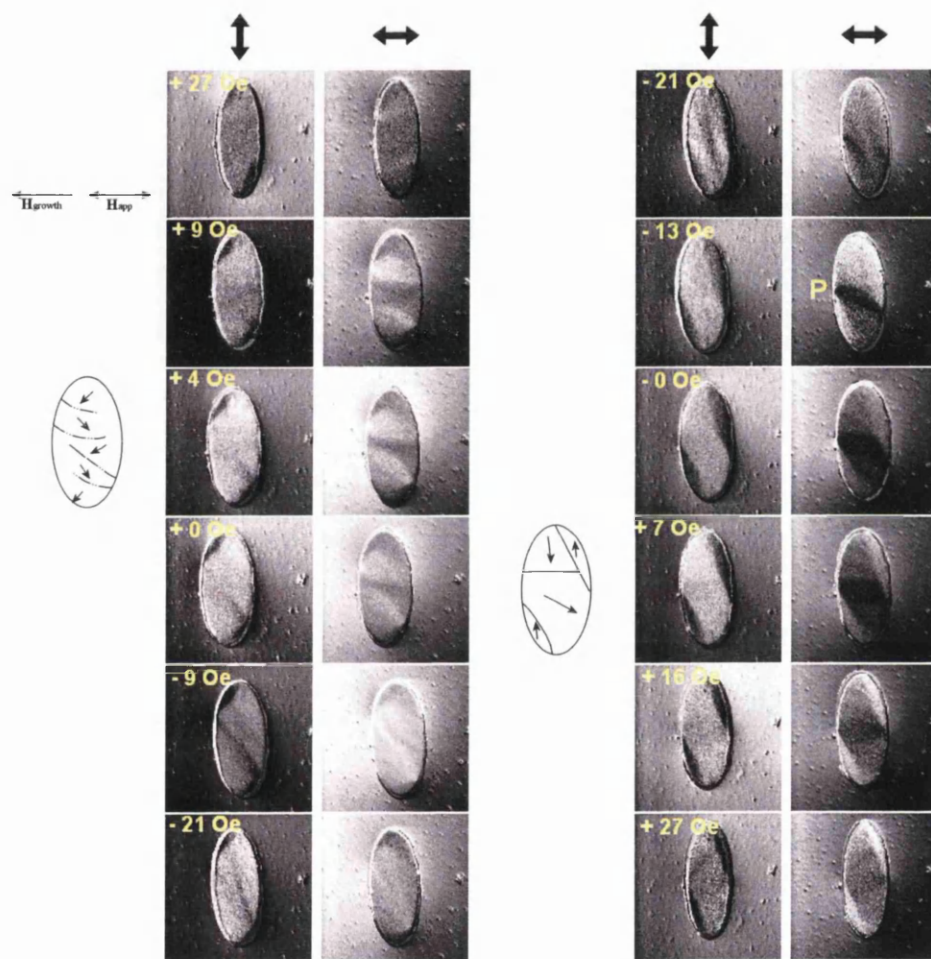 + 27 Oe
- 21 Oe
Hgrowth
Happ
+ 9 Oe
- 13 Oe
P
+ 4 Oe
- 0 Oe
+ 0 Oe
+ 7 Oe
- 9 Oe
+ 16 Oe
- 21 Oe
+ 27 Oe